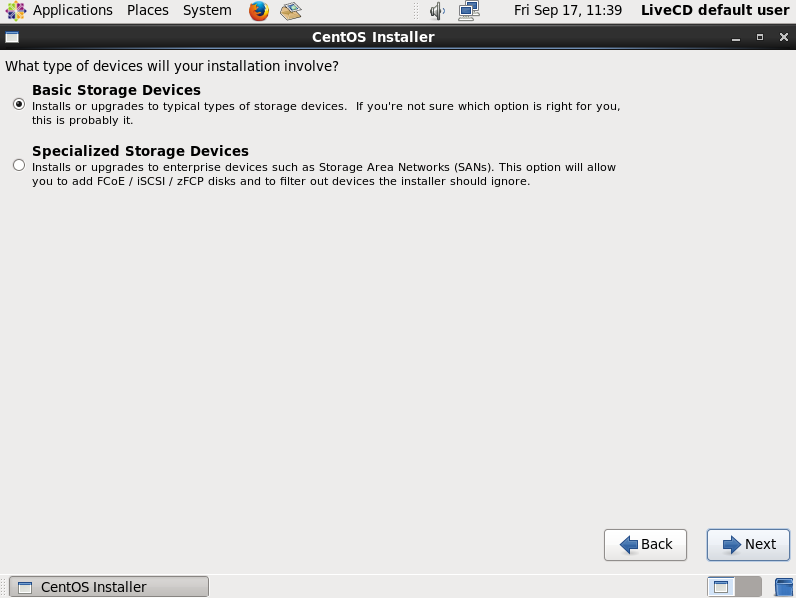 Applications Places System Fri Sep 17, 11:39 LiveCD default user
CentOS Installer
What type of devices will your installation involve?
Basic Storage Devices
Installs or upgrades to typical types of storage devices.  If you're not sure which option is right for you,
this is probably it.
Specialized Storage Devices
Installs or upgrades to enterprise devices such as Storage Area Networks (SANs). This option will allow
you to add FCoE / iSCSI / zFCP disks and to filter out devices the installer should ignore.
Back Next
CentOS Installer